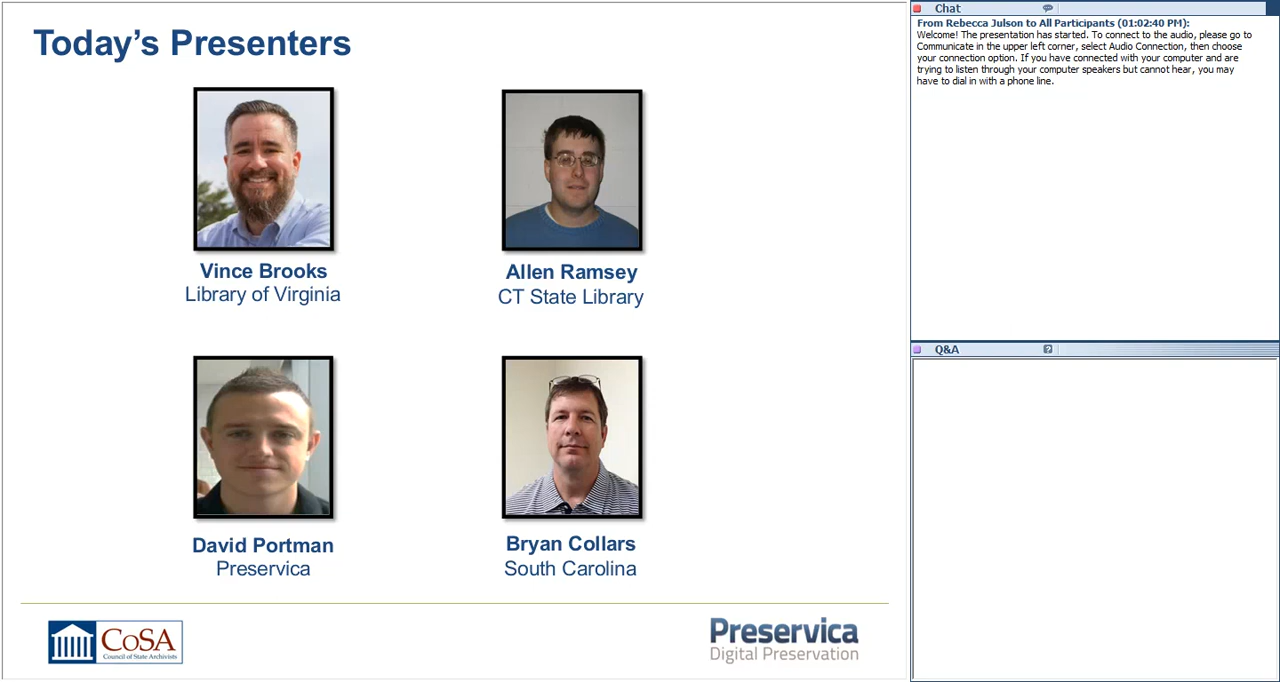 Today's Presenters
Vince Brooks
Library of Virginia
Allen Ramsey
CT State Library
David Portman
Preservica
Bryan Collars
South Carolina
CoSA
Council of State Archivists
Preservica
Digital Preservation
Chat
From Rebecca Julson to All Participants (01:02:40 PM):
Welcome! The presentation has started. To connect to the audio, please go to
Communicate in the upper left corner, select Audio Connection, then choose
your connection option. If you have connected with your computer and are
trying to listen through your computer speakers but cannot hear, you may
have to dial in with a phone line.
Q&A
?